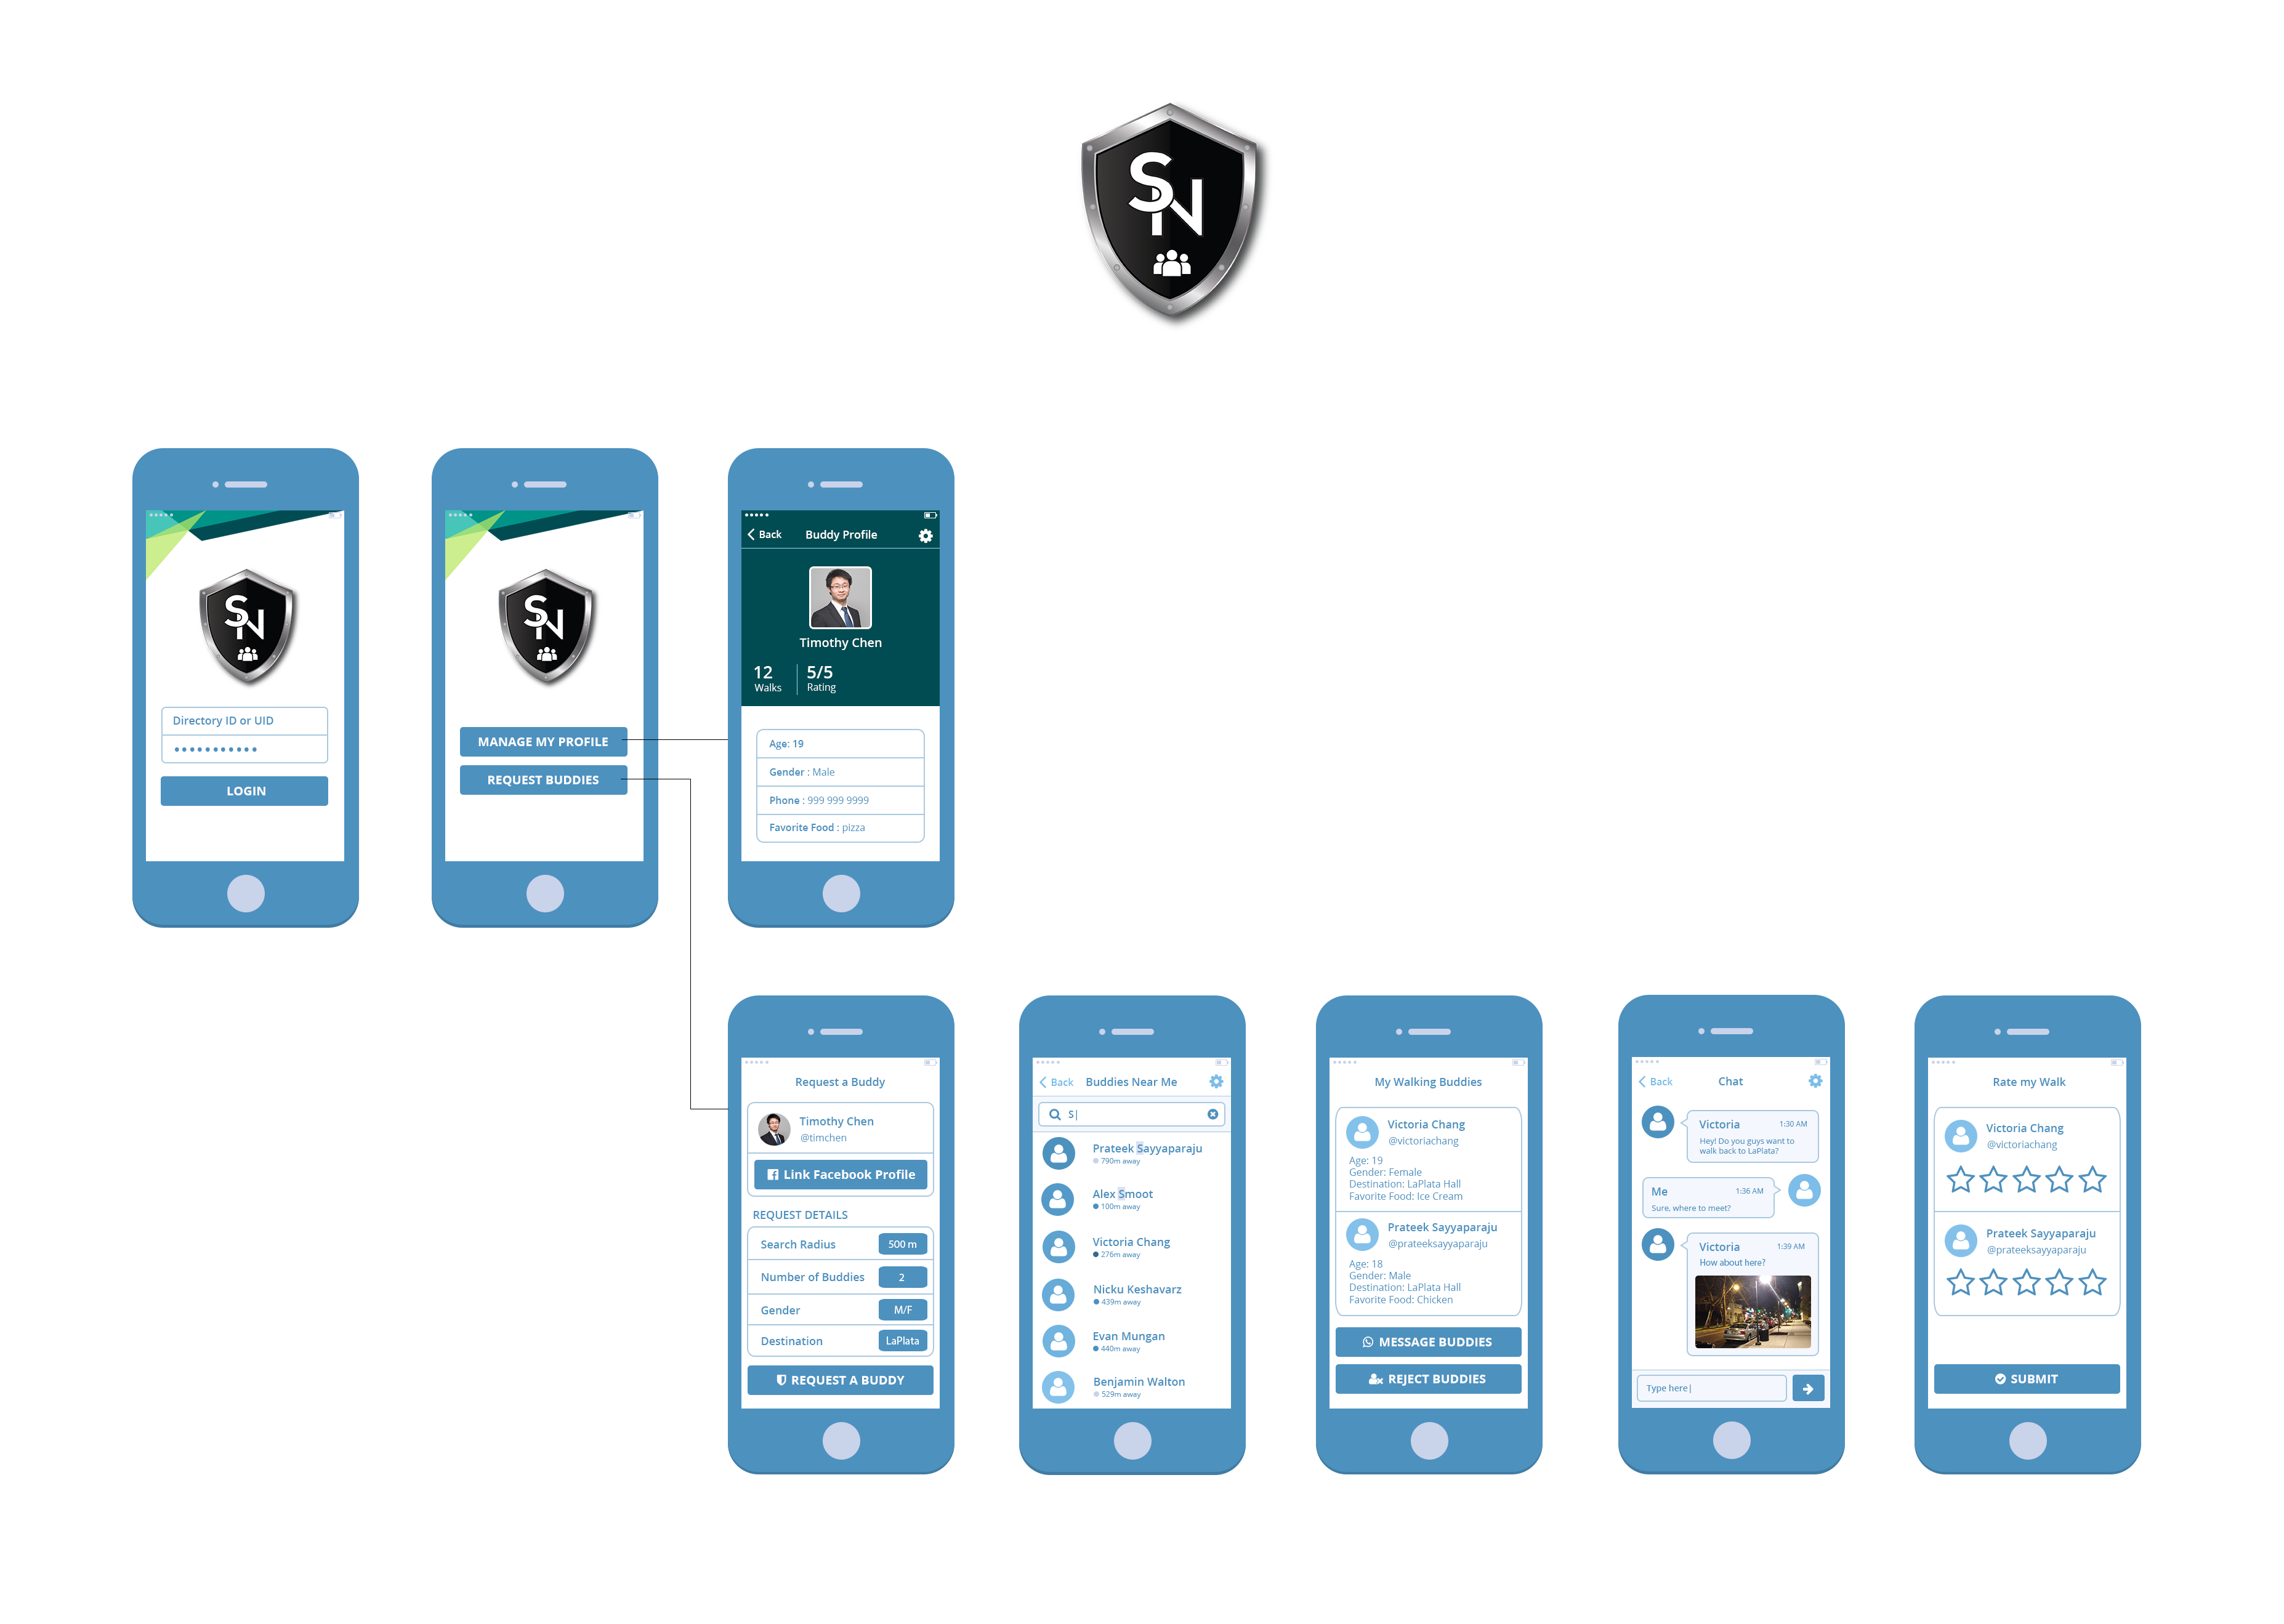 SN
SN
Directory ID or UID
LOGIN
SN
MANAGE MY PROFILE
REQUEST BUDDIES
Back Buddy Profile
Timothy Chen
12 5/5
Walks Rating
Age: 19
Gender : Male
Phone : 999 999 9999
Favorite Food : pizza
Request a Buddy
Timothy Chen
@timchen
Link Facebook Profile
REQUEST DETAILS
Search Radius 500 m
Number of Buddies 2
Gender M/F
Destination LaPlata
REQUEST A BUDDY
Back Buddies Near Me
S|
Prateek Sayyaparaju
790m away
Alex Smoot
100m away
Victoria Chang
276m away
Nicku Keshavarz
439m away
Evan Mungan
440m away
Benjamin Walton
529m away
My Walking Buddies
Victoria Chang
@victoriachang
Age: 19
Gender: Female
Destination: LaPlata Hall
Favorite Food: Ice Cream
Prateek Sayyaparaju
@prateeksayyaparaju
Age: 18
Gender: Male
Destination: LaPlata Hall
Favorite Food: Chicken
MESSAGE BUDDIES
REJECT BUDDIES
Back Chat
Victoria 1:30 AM
Hey! Do you guys want to
walk back to LaPlata?
Me 1:36 AM
Sure, where to meet?
Victoria 1:39 AM
How about here?
Type here|
Rate my Walk
Victoria Chang
@victoriachang
Prateek Sayyaparaju
@prateeksayyaparaju
SUBMIT